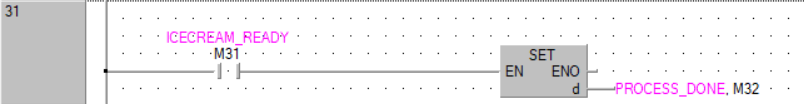 31
ICECREAM_READY
M31
SET
EN ENO
d PROCESS_DONE, M32